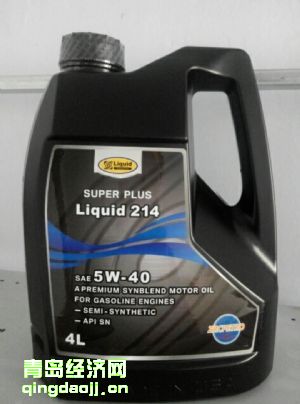 Liquid
SUPER PLUS
Liquid 214
SAE 5W-40
A PREMIUM SYNBLEND MOTOR OIL
FOR GASOLINE ENGINES
– SEMI-SYNTHETIC
– API SN
4L
青岛经济网
qingdaojj.cn